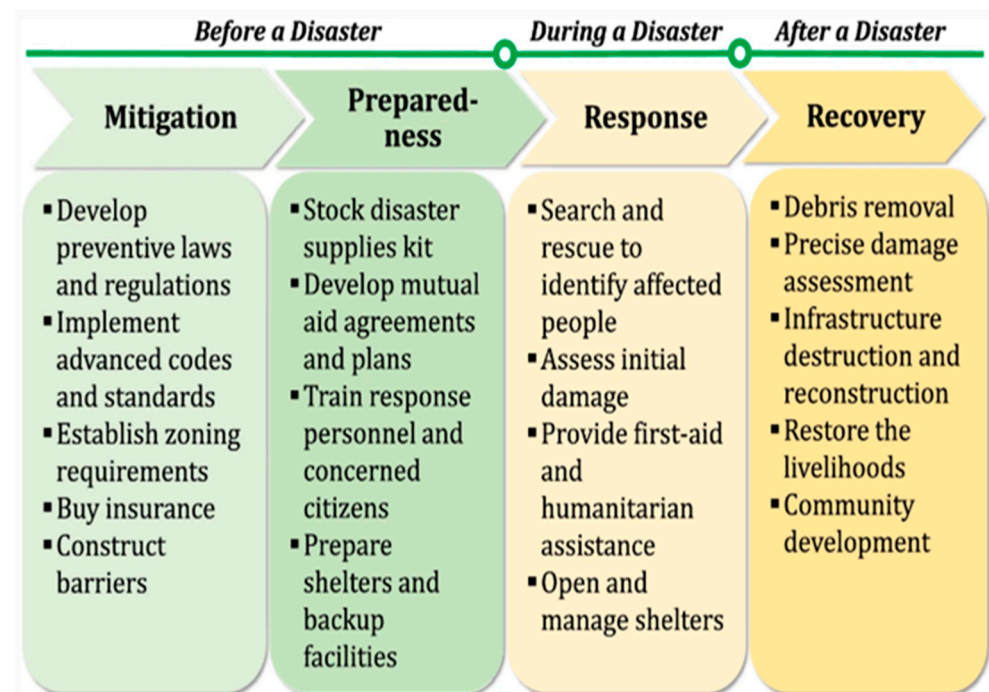 Before a Disaster
During a Disaster
After a Disaster
Mitigation
Prepared-
ness
Response
Recovery
▪Develop
preventive laws
and regulations
▪Implement
advanced codes
and standards
▪Establish zoning
requirements
▪Buy insurance
▪Construct
barriers
▪Stock disaster
supplies kit
▪Develop mutual
aid agreements
and plans
▪Train response
personnel and
concerned
citizens
▪Prepare
shelters and
backup
facilities
▪Search and
rescue to
identify affected
people
▪Assess initial
damage
▪Provide first-aid
and
humanitarian
assistance
▪Open and
manage shelters
▪Debris removal
▪Precise damage
assessment
▪Infrastructure
destruction and
reconstruction
▪Restore the
livelihoods
▪Community
development